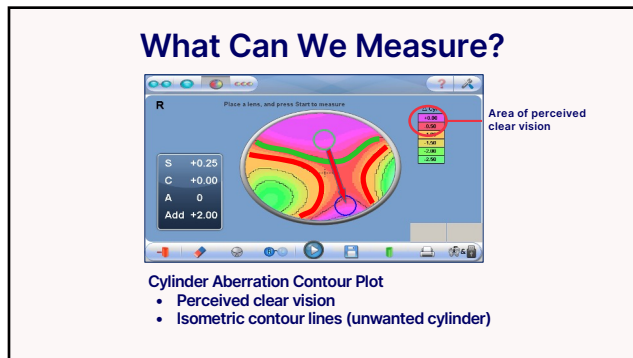 What Can We Measure?
R
Place a lens, and press Start to measure
Δ Cyl
+0.00
-0.50
-1.50
-2.00
-2.50
Area of perceived
clear vision
S +0.25
C +0.00
A 0
Add +2.00
Cylinder Aberration Contour Plot
• Perceived clear vision
• Isometric contour lines (unwanted cylinder)